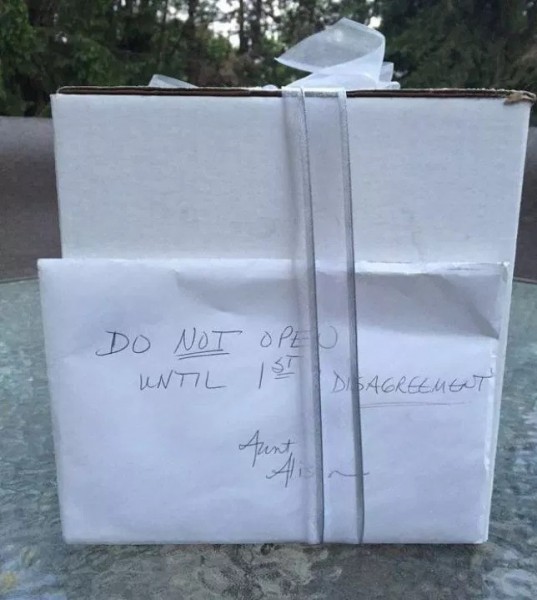 DO NOT OPEN
UNTIL 1ST DISAGREEMENT
Aunt
Alison